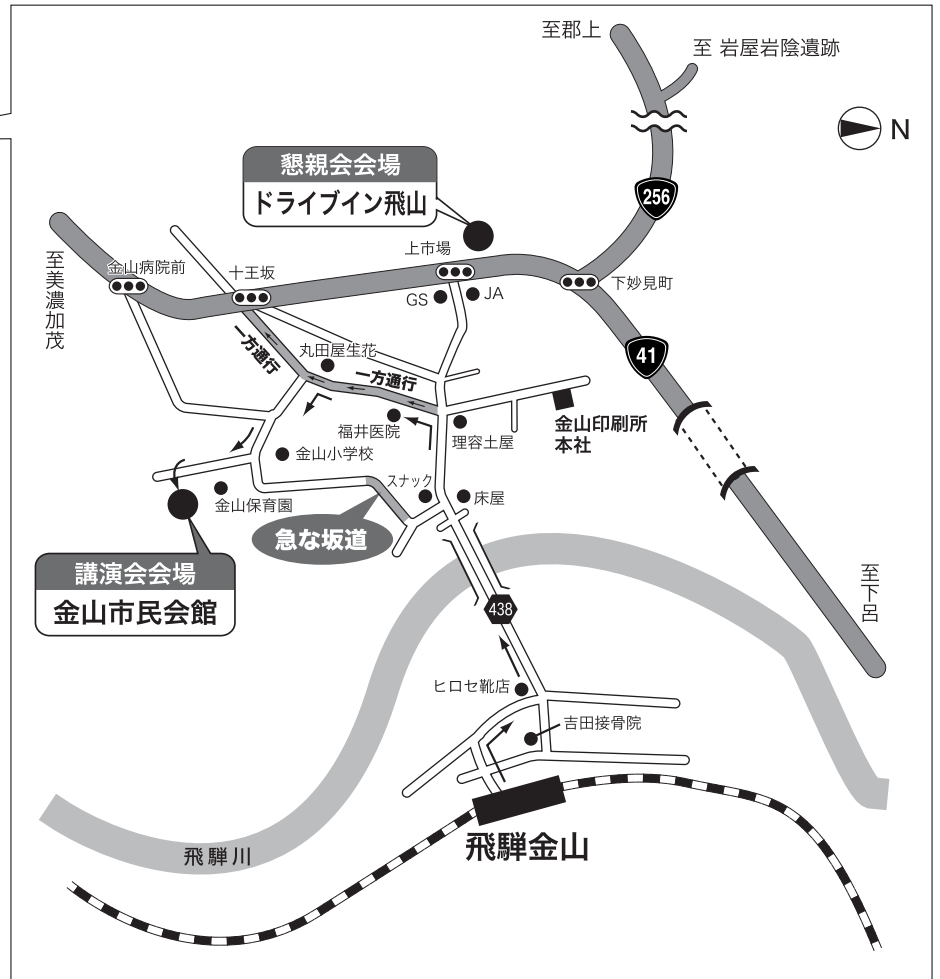 至郡上
至 岩屋岩陰遺跡
N
懇親会会場
ドライブイン飛山
256
上市場
金山病院前
十王坂
下妙見町
至美濃加茂
GS
JA
一方通行
丸田屋生花
41
一方通行
福井医院
理容土屋
金山印刷所
本社
金山小学校
スナック
床屋
金山保育園
急な坂道
講演会会場
金山市民会館
至下呂
438
ヒロセ靴店
吉田接骨院
飛騨川
飛騨金山